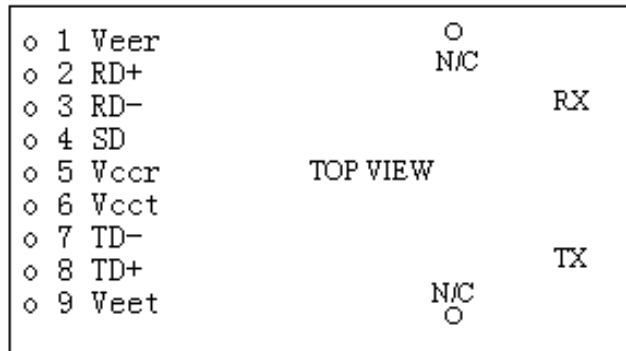 1 Veer
2 RD+
3 RD-
4 SD
5 Vccr
6 Vcct
7 TD-
8 TD+
9 Veet
N/C
RX
TOP VIEW
TX
N/C